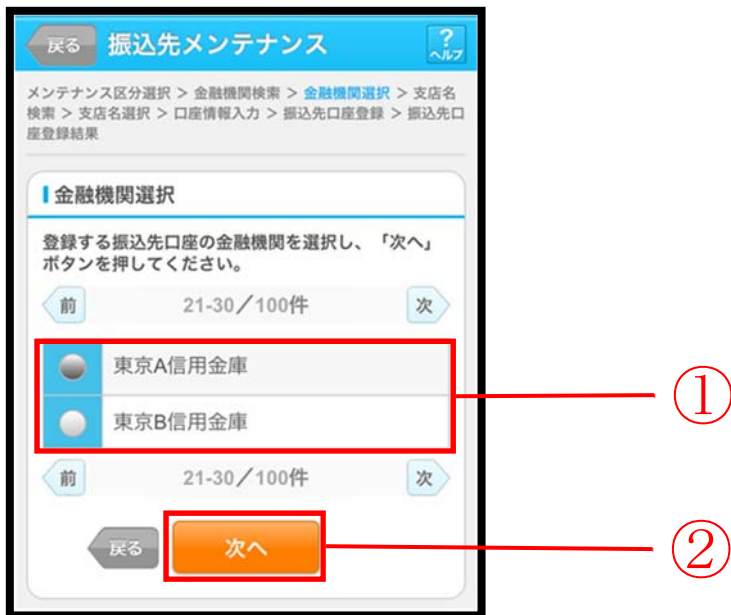 戻る 振込先メンテナンス ? ヘルプ
メンテナンス区分選択 > 金融機関検索 > 金融機関選択 > 支店名
検索 > 支店名選択 > 口座情報入力 > 振込先口座登録 > 振込先口
座登録結果
金融機関選択
登録する振込先口座の金融機関を選択し、「次へ」
ボタンを押してください。
前 21-30／100件 次
東京A信用金庫
①
東京B信用金庫
前 21-30／100件 次
戻る 次へ
②